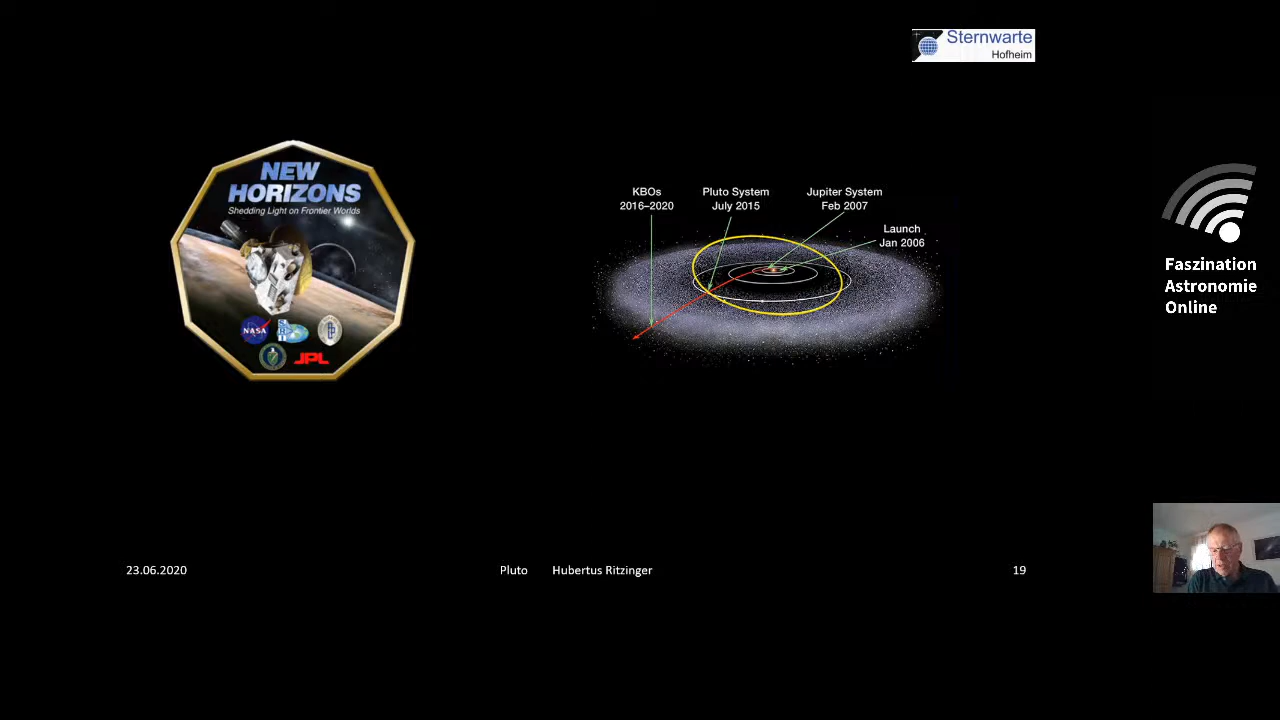 Sternwarte
Hofheim
NEW
HORIZONS
Shedding Light on Frontier Worlds
NASA
JPL
KBOs
2016–2020
Pluto System
July 2015
Jupiter System
Feb 2007
Launch
Jan 2006
Faszination
Astronomie
Online
23.06.2020
Pluto Hubertus Ritzinger
19